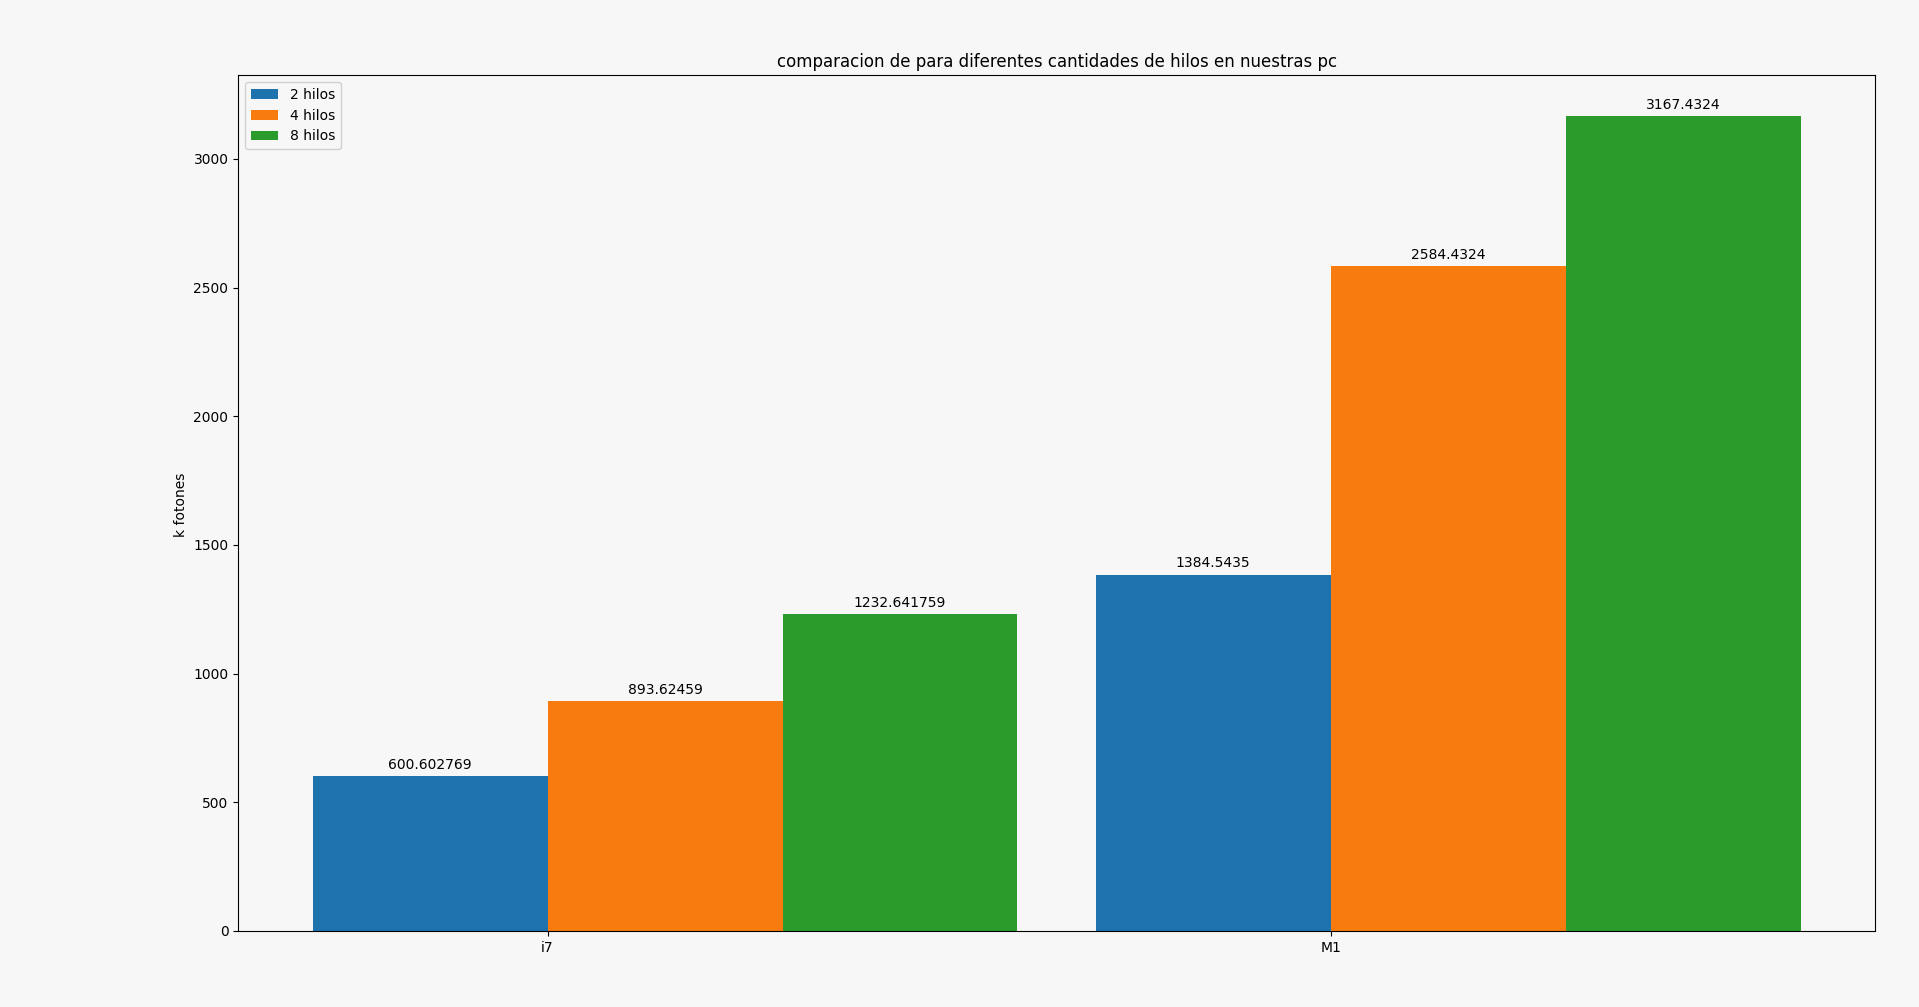 comparacion de para diferentes cantidades de hilos en nuestras pc
2 hilos
4 hilos
8 hilos
3167.4324
3000
2584.4324
2500
2000
k fotones
1500
1384.5435
1232.641759
1000
893.62459
600.602769
500
0
i7
M1